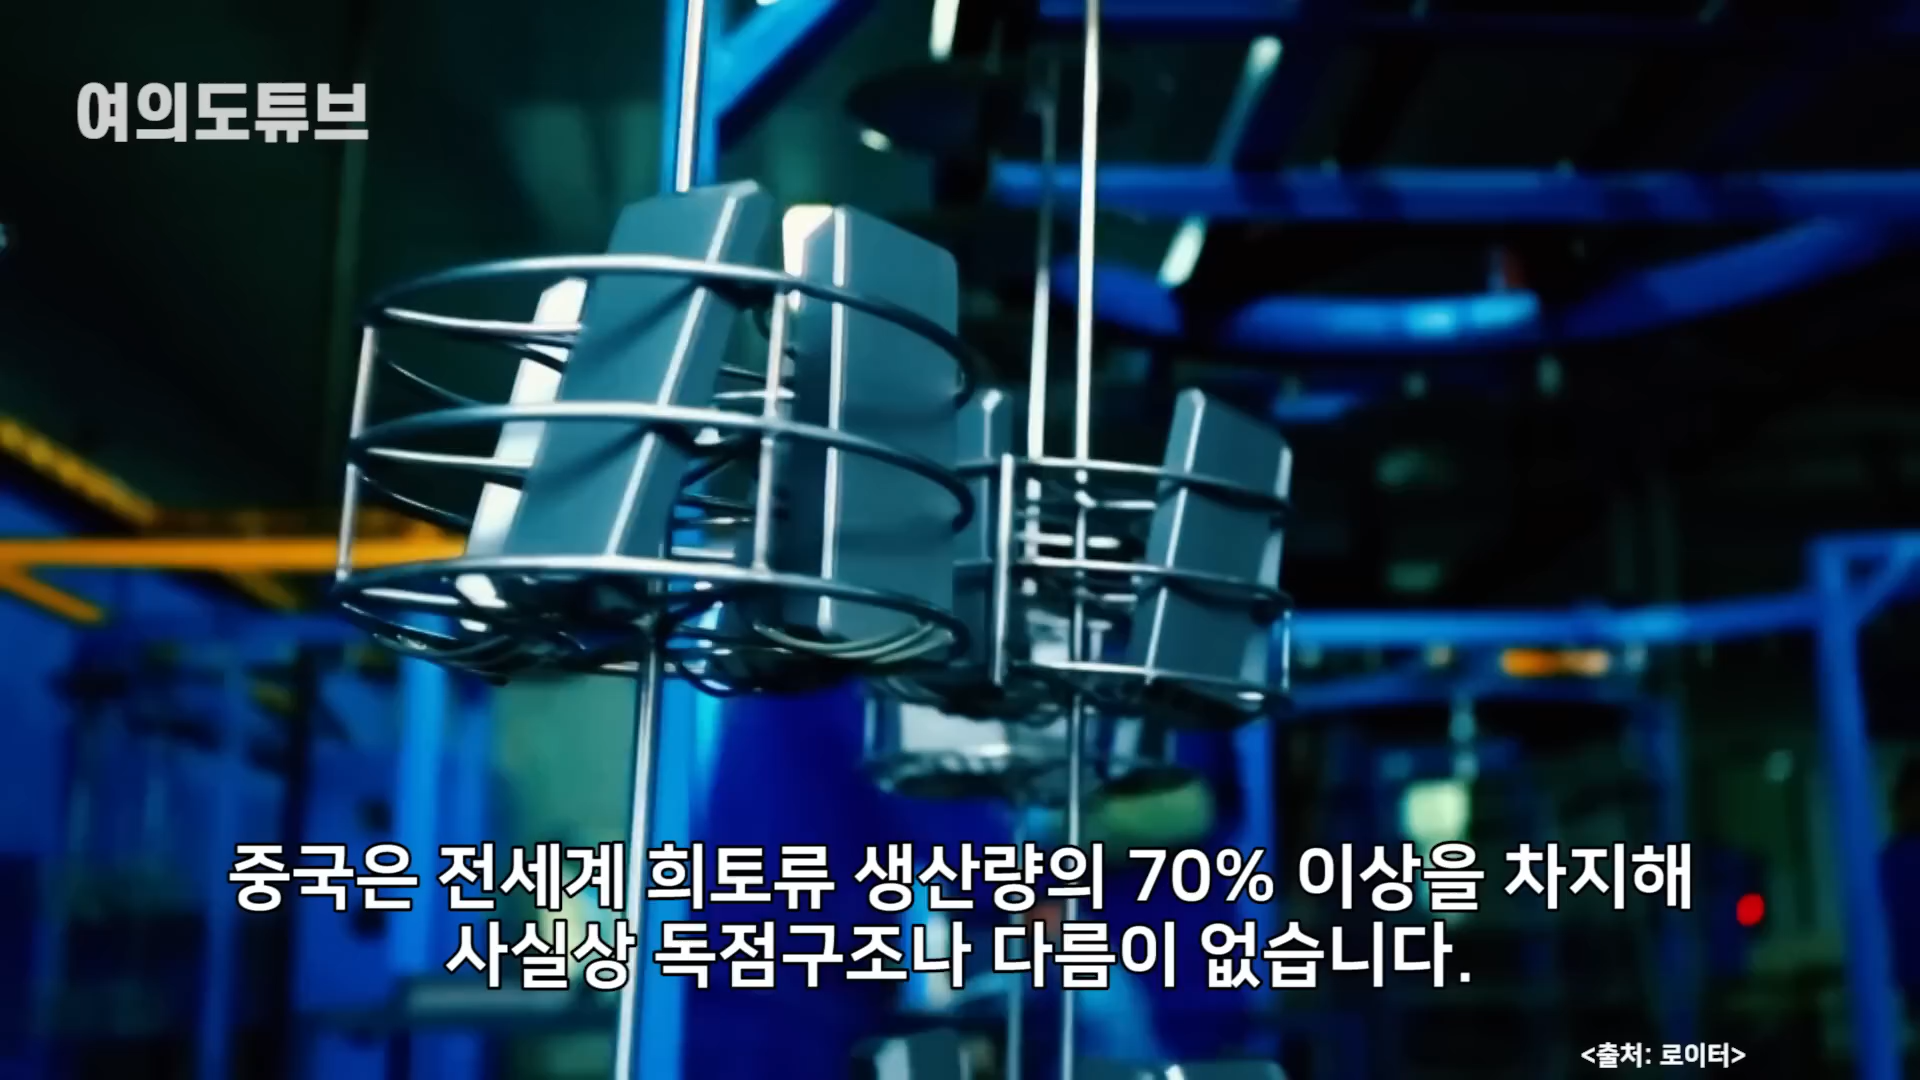 여의도튜브
중국은 전세계 희토류 생산량의 70% 이상을 차지해
사실상 독점구조나 다름이 없습니다.
<출처: 로이터>